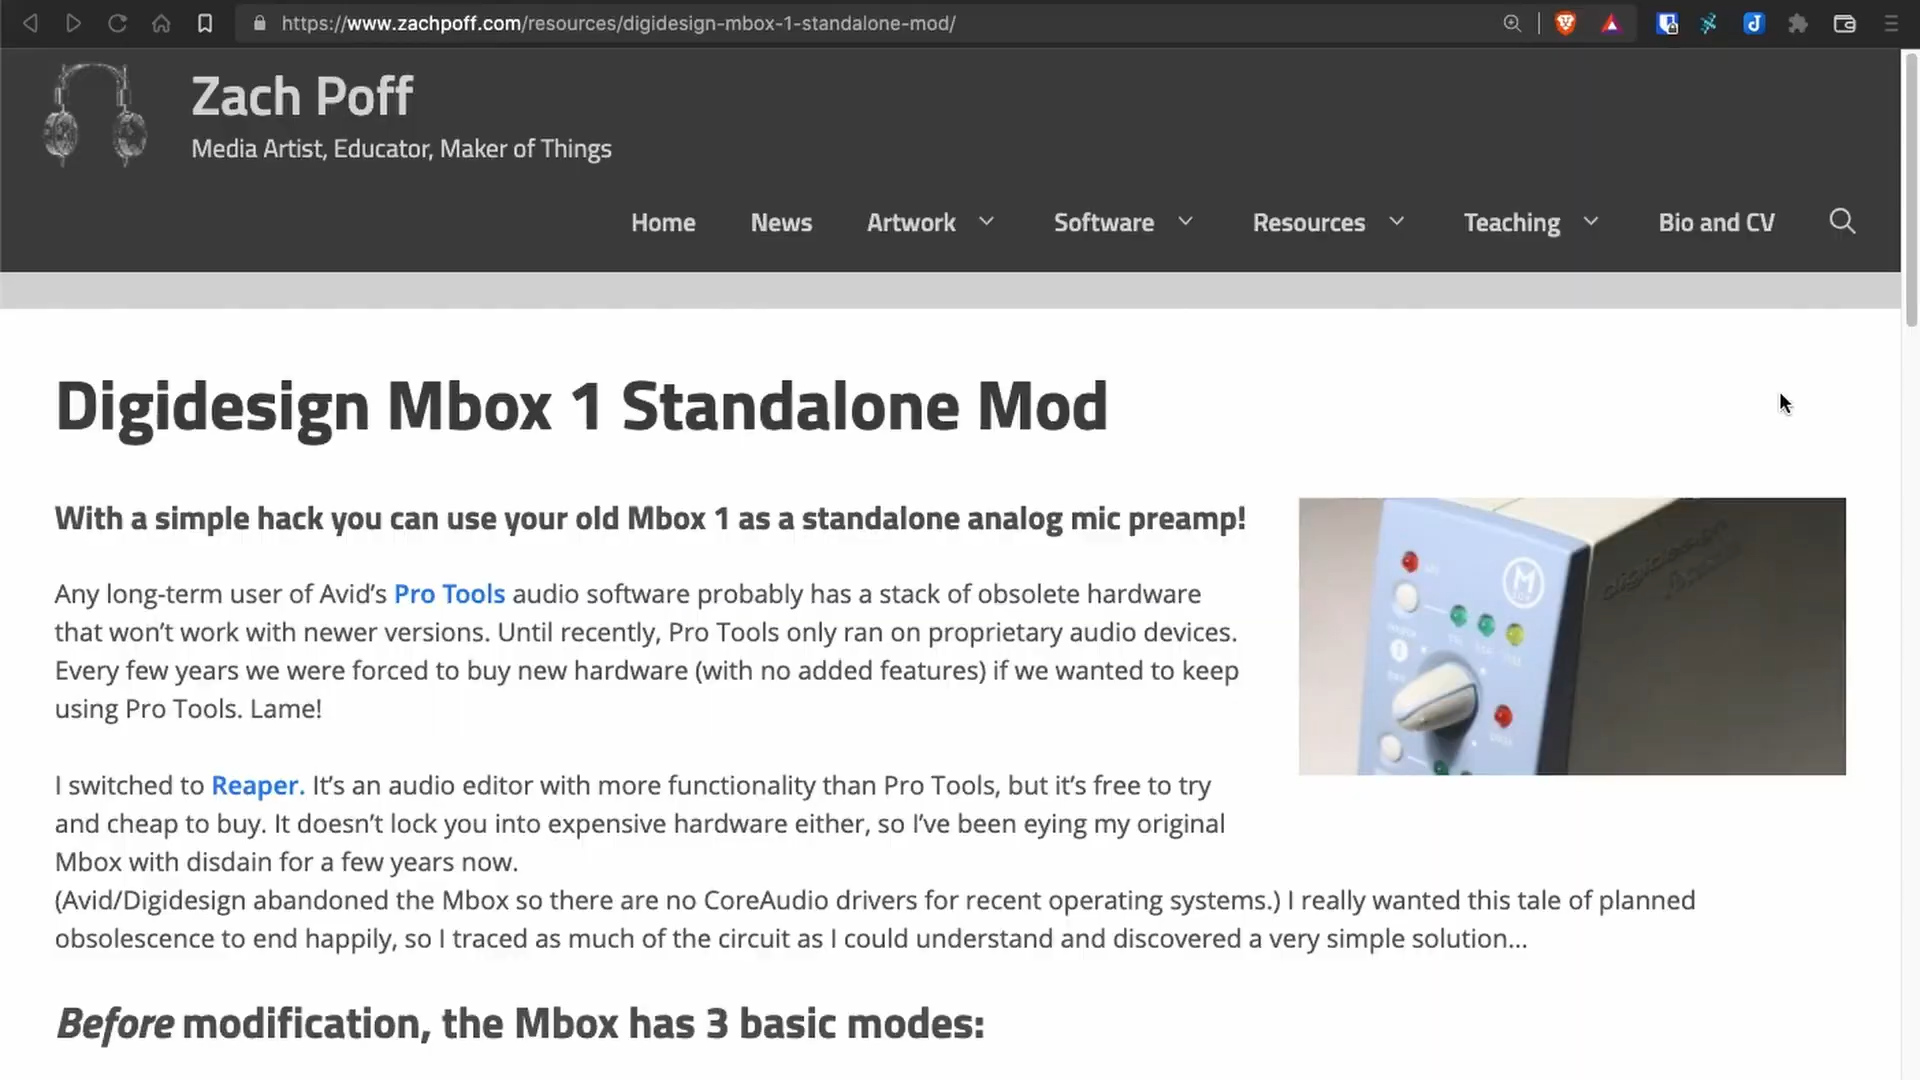 https://www.zachpoff.com/resources/digidesign-mbox-1-standalone-mod/
Zach Poff
Media Artist, Educator, Maker of Things
Home News Artwork Software Resources Teaching Bio and CV
Digidesign Mbox 1 Standalone Mod
With a simple hack you can use your old Mbox 1 as a standalone analog mic preamp!
Any long-term user of Avid’s Pro Tools audio software probably has a stack of obsolete hardware
that won’t work with newer versions. Until recently, Pro Tools only ran on proprietary audio devices.
Every few years we were forced to buy new hardware (with no added features) if we wanted to keep
using Pro Tools. Lame!
I switched to Reaper. It’s an audio editor with more functionality than Pro Tools, but it’s free to try
and cheap to buy. It doesn’t lock you into expensive hardware either, so I’ve been eying my original
Mbox with disdain for a few years now.
(Avid/Digidesign abandoned the Mbox so there are no CoreAudio drivers for recent operating systems.) I really wanted this tale of planned
obsolescence to end happily, so I traced as much of the circuit as I could understand and discovered a very simple solution…
Before modification, the Mbox has 3 basic modes:
M
digidesign